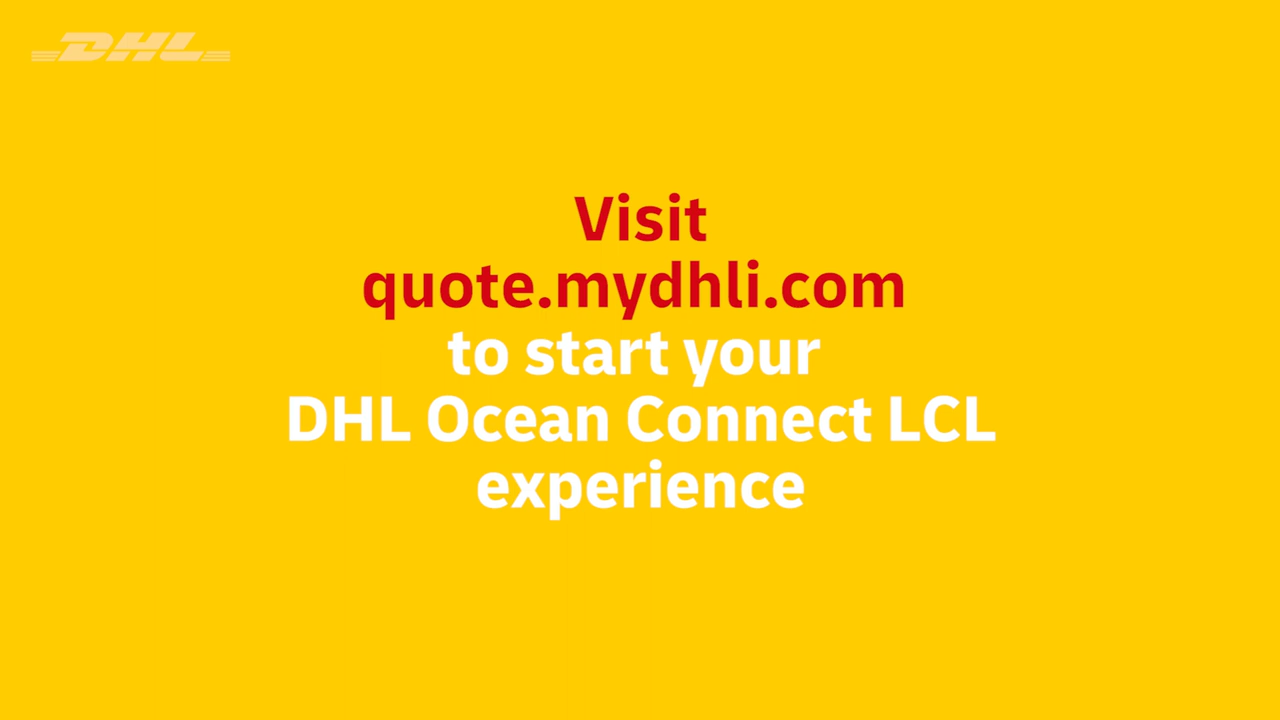 DHL
Visit
quote.mydhli.com
to start your
DHL Ocean Connect LCL
experience